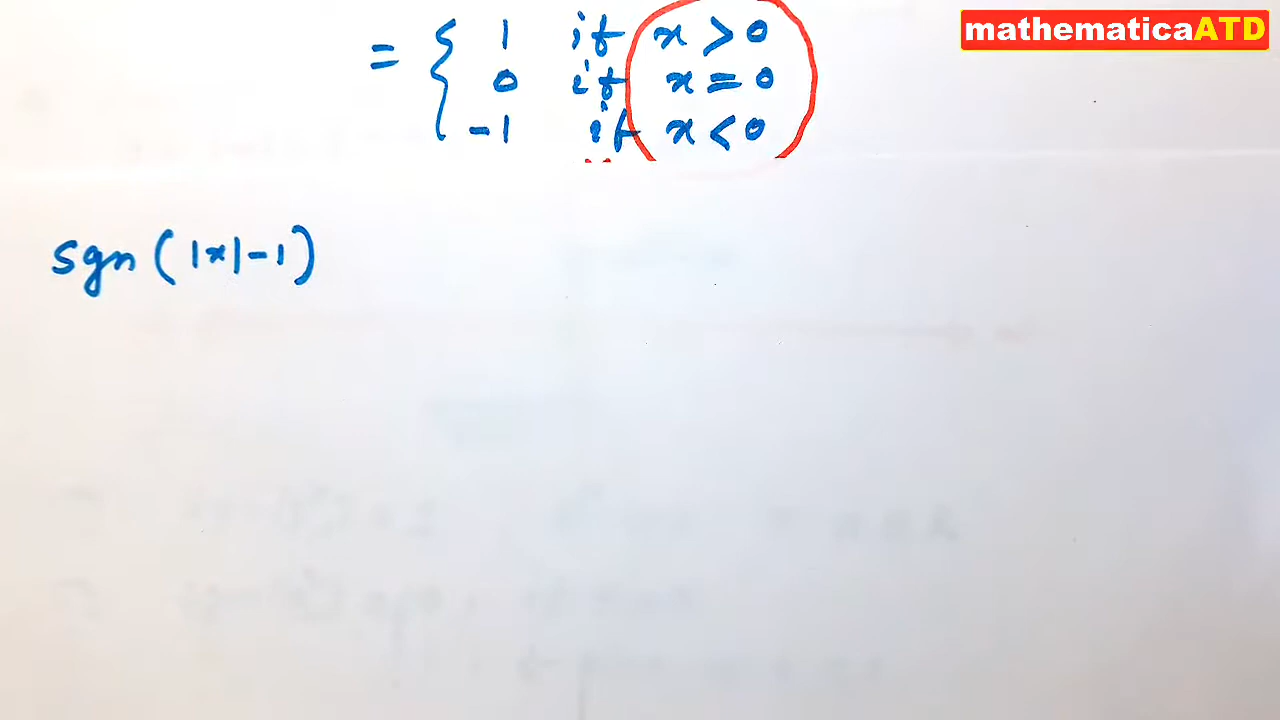 mathematicaATD
= { 1 if x > 0
0 if x = 0
-1 if x < 0
sgn (|x|-1)